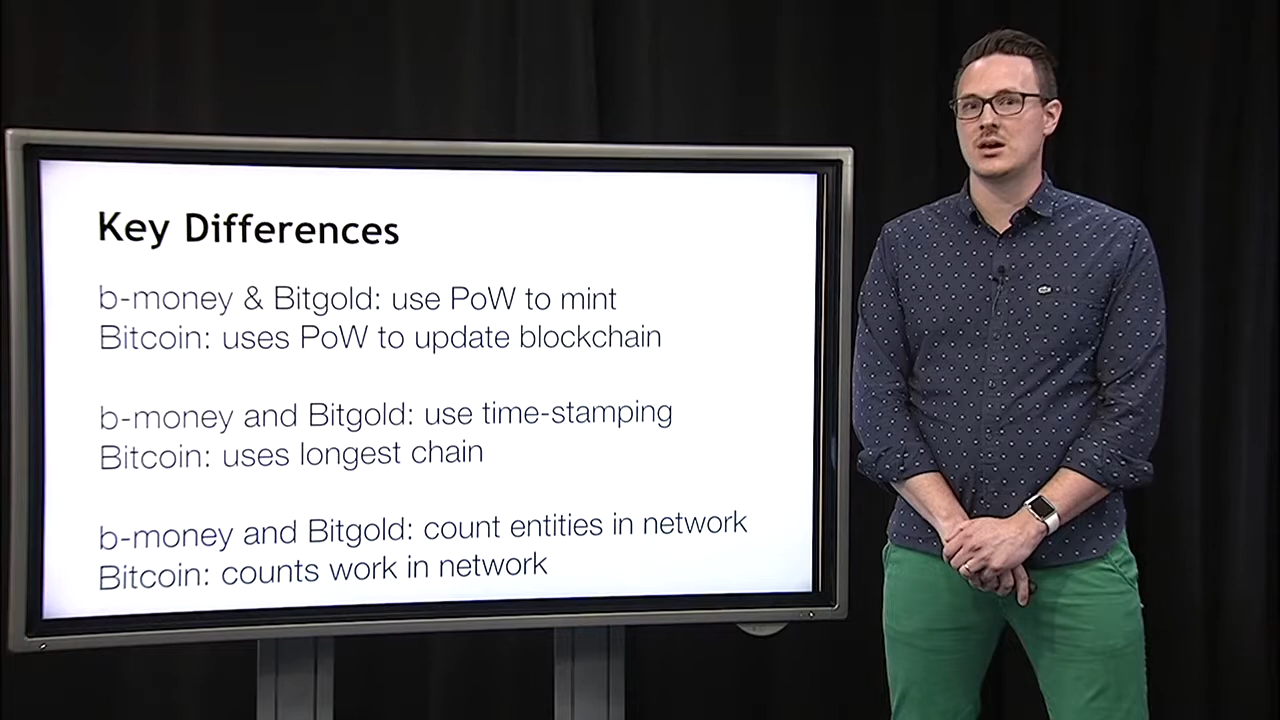 Key Differences
b-money & Bitgold: use PoW to mint
Bitcoin: uses PoW to update blockchain
b-money and Bitgold: use time-stamping
Bitcoin: uses longest chain
b-money and Bitgold: count entities in network
Bitcoin: counts work in network